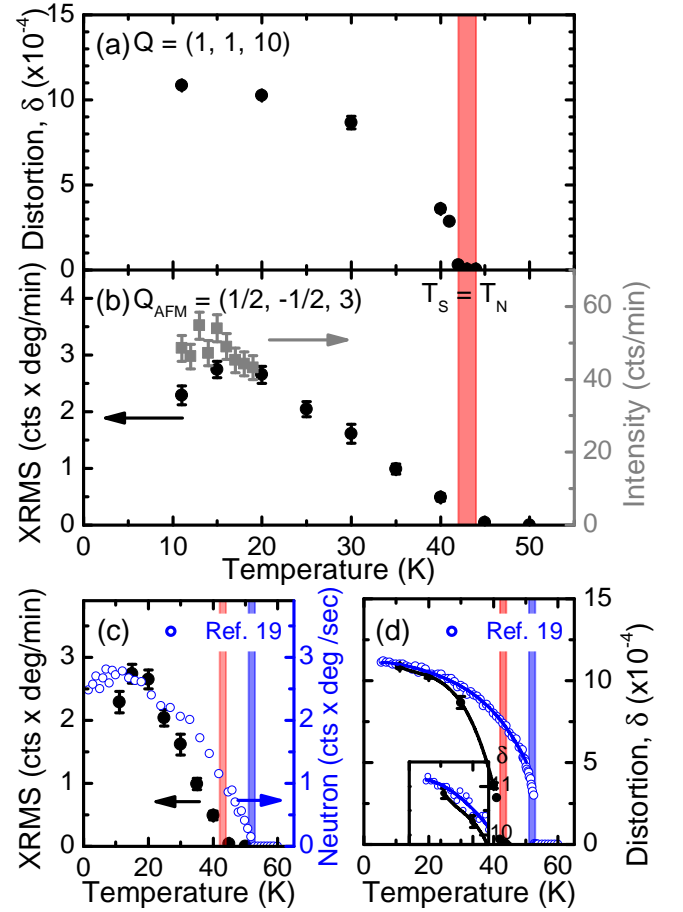 15
(a) Q = (1, 1, 10)
10
5
0
Distortion, δ (x10⁻⁴)
T_S = T_N
(b) Q_AFM = (1/2, -1/2, 3)
4
3
2
1
0
XRMS (cts x deg/min)
60
40
20
0
Intensity (cts/min)
0 10 20 30 40 50
Temperature (K)
(c) Ref. 19
3
2
1
0
XRMS (cts x deg/min)
3
2
1
0
Neutron (cts x deg /sec)
0 20 40 60
Temperature (K)
(d) Ref. 19
15
10
5
0
Distortion, δ (x10⁻⁴)
δ
11
10
0 20 40 60
Temperature (K)